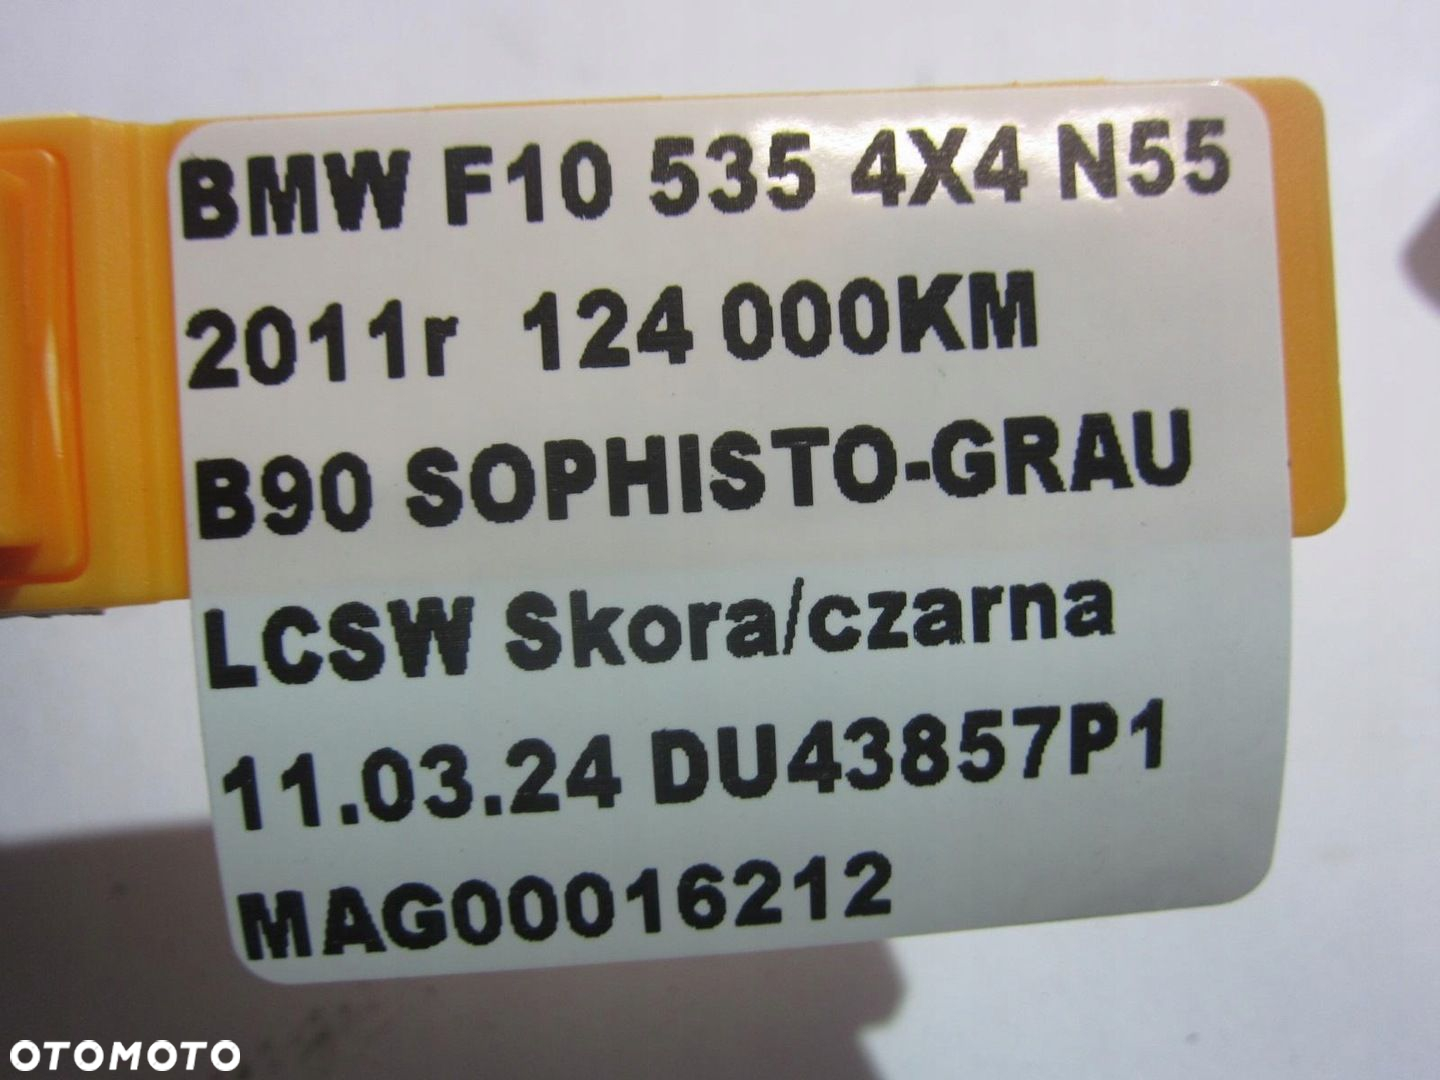 BMW F10 535 4X4 N55
2011r 124 000KM
B90 SOPHISTO-GRAU
LCSW Skora/czarna
11.03.24 DU43857P1
MAG00016212
OTOMOTO